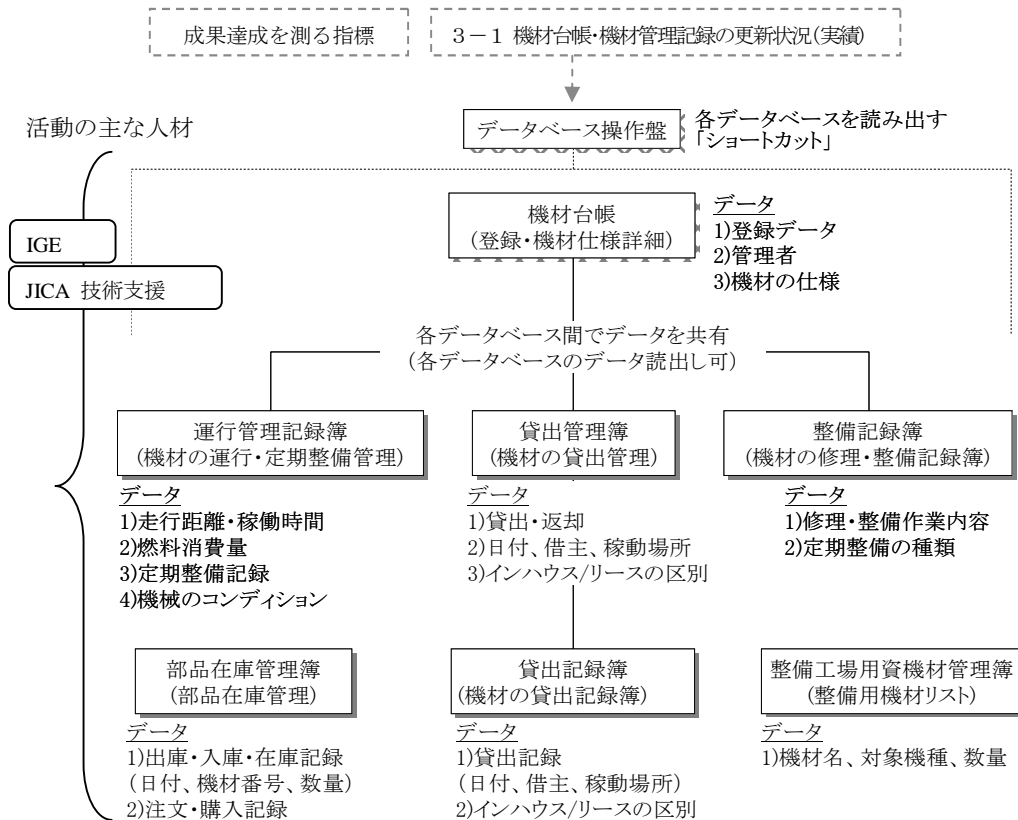 成果達成を測る指標
３－１ 機材台帳・機材管理記録の更新状況(実績)
活動の主な人材
データベース操作盤
各データベースを読み出す
「ショートカット」
機材台帳
(登録・機材仕様詳細)
データ
1)登録データ
2)管理者
3)機材の仕様
IGE
JICA 技術支援
各データベース間でデータを共有
(各データベースのデータ読出し可)
運行管理記録簿
(機材の運行・定期整備管理)
データ
1)走行距離・稼働時間
2)燃料消費量
3)定期整備記録
4)機械のコンディション
貸出管理簿
(機材の貸出管理)
データ
1)貸出・返却
2)日付、借主、稼動場所
3)インハウス/リースの区別
整備記録簿
(機材の修理・整備記録簿)
データ
1)修理・整備作業内容
2)定期整備の種類
部品在庫管理簿
(部品在庫管理)
データ
1)出庫・入庫・在庫記録
(日付、機材番号、数量)
2)注文・購入記録
貸出記録簿
(機材の貸出記録簿)
データ
1)貸出記録
(日付、借主、稼動場所)
2)インハウス/リースの区別
整備工場用資機材管理簿
(整備用機材リスト)
データ
1)機材名、対象機種、数量